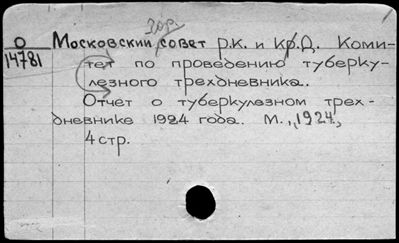 Зар.
О Московский совет р.К. и Кр.Д. Коми-
14781 тет по проведению туберку-
лезного трехдневника.
Отчет о туберкулезном трех-
дневнике 1924 года. М., 1924,
4 стр.